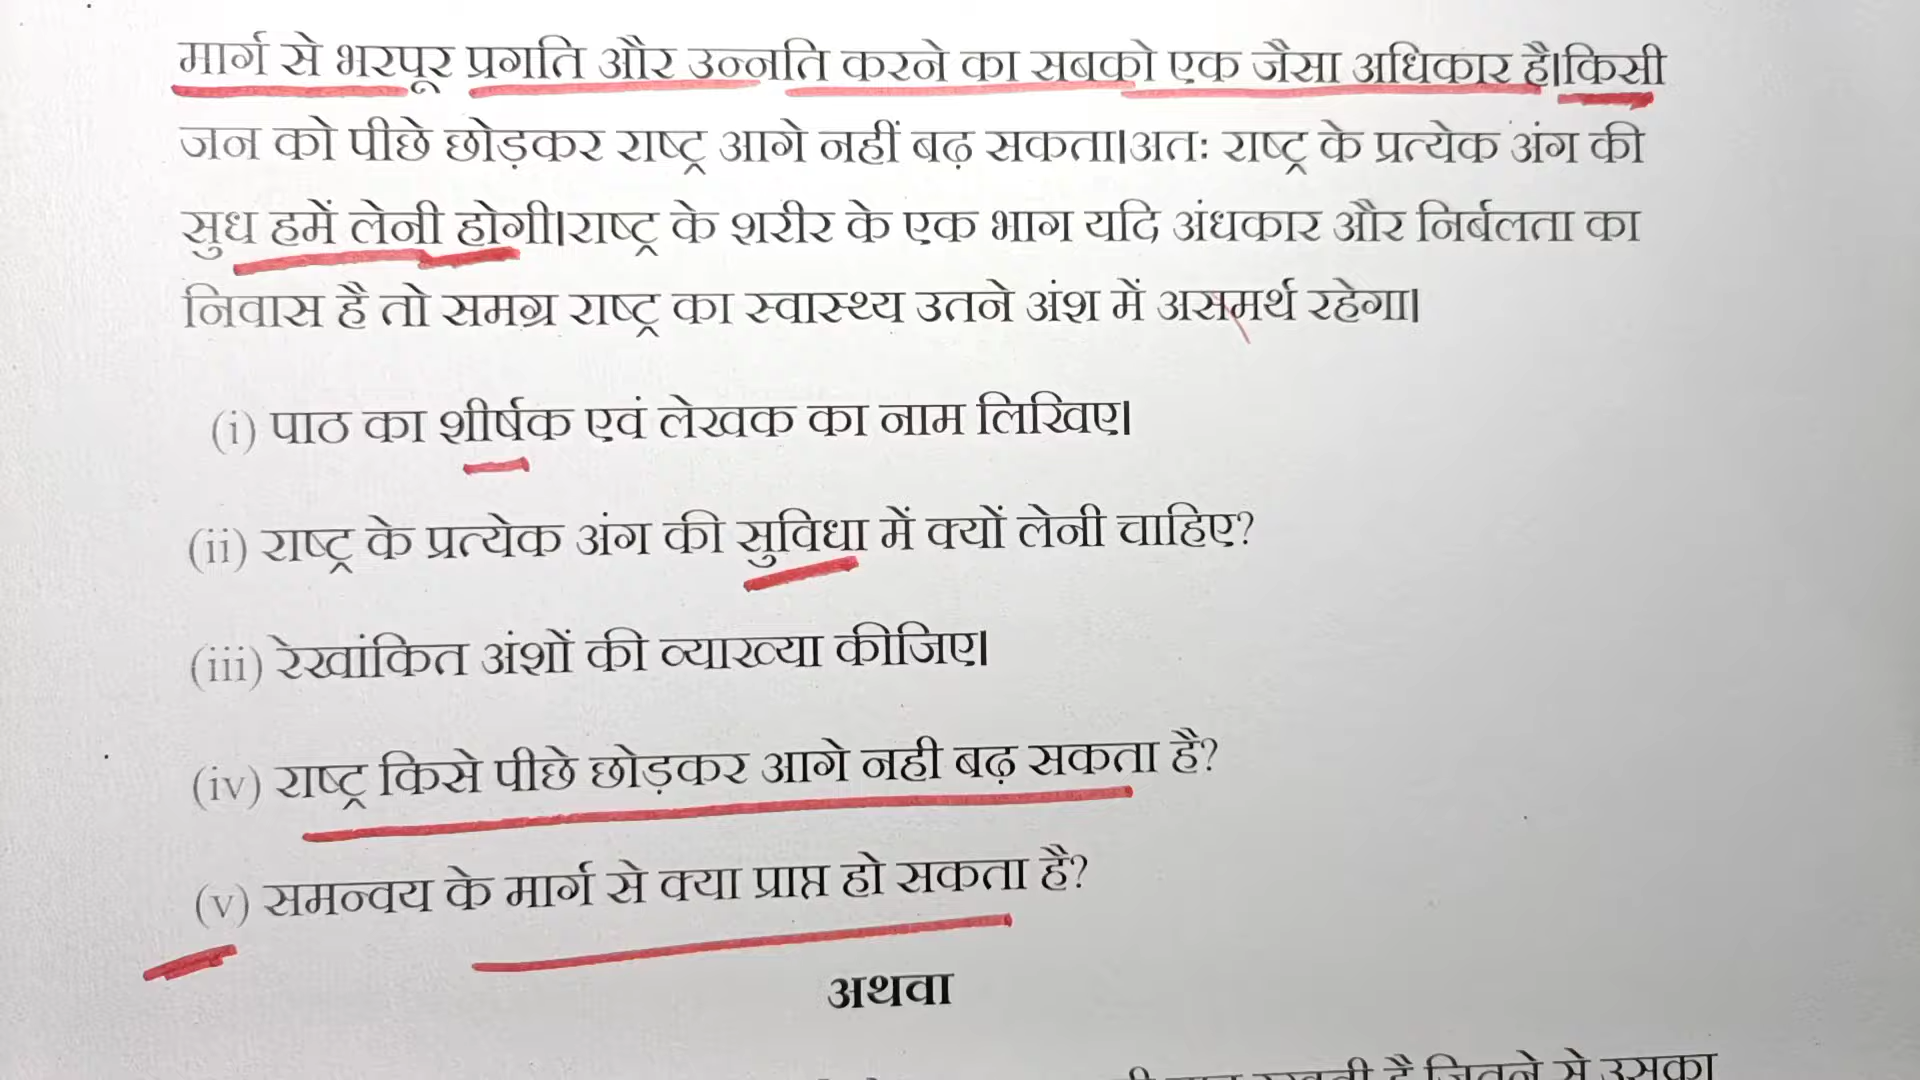 मार्ग से भरपूर प्रगति और उन्नति करने का सबको एक जैसा अधिकार है।किसी
जन को पीछे छोड़कर राष्ट्र आगे नहीं बढ़ सकता।अतः राष्ट्र के प्रत्येक अंग की
सुध हमें लेनी होगी।राष्ट्र के शरीर के एक भाग यदि अंधकार और निर्बलता का
निवास है तो समग्र राष्ट्र का स्वास्थ्य उतने अंश में असमर्थ रहेगा।
(i) पाठ का शीर्षक एवं लेखक का नाम लिखिए।
(ii) राष्ट्र के प्रत्येक अंग की सुविधा में क्यों लेनी चाहिए?
(iii) रेखांकित अंशों की व्याख्या कीजिए।
(iv) राष्ट्र किसे पीछे छोड़कर आगे नही बढ़ सकता है?
(v) समन्वय के मार्ग से क्या प्राप्त हो सकता है?
अथवा
है जितने से उसका